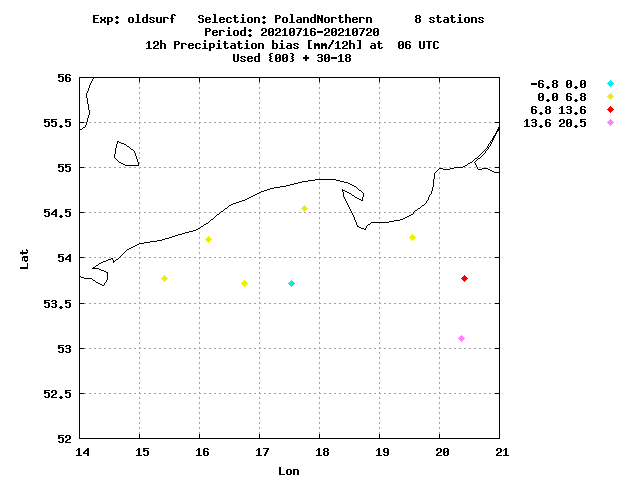 Exp: oldsurf   Selection: PolandNorthern      8 stations
Period: 20210716-20210720
12h Precipitation bias [mm/12h] at  06 UTC
Used {00} + 30-18
-6.8 0.0
0.0 6.8
6.8 13.6
13.6 20.5
56
55.5
55
54.5
54
53.5
53
52.5
52
Lat
14 15 16 17 18 19 20 21
Lon